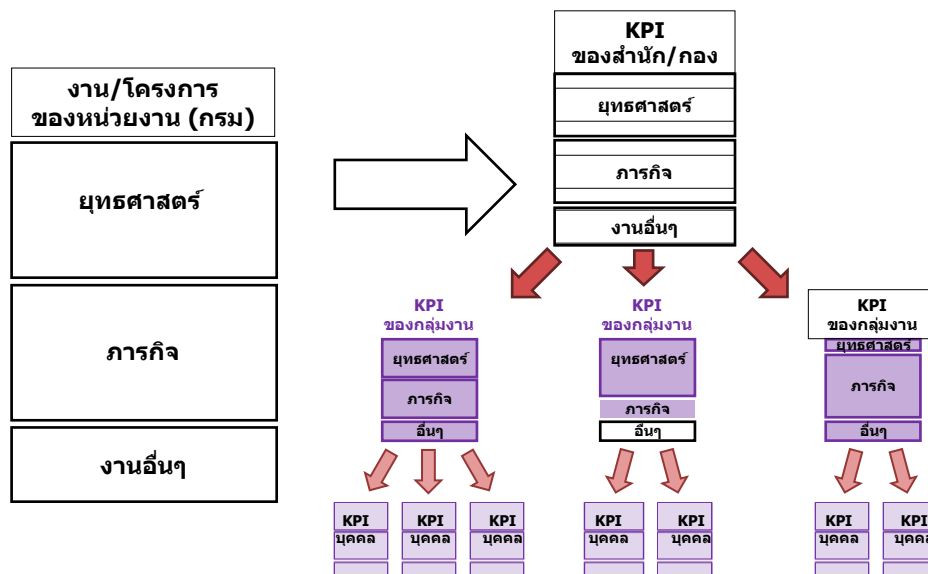 งาน/โครงการ
ของหน่วยงาน (กรม)
ยุทธศาสตร์
ภารกิจ
งานอื่นๆ
KPI
ของสำนัก/กอง
ยุทธศาสตร์
ภารกิจ
งานอื่นๆ
KPI
ของกลุ่มงาน
ยุทธศาสตร์
ภารกิจ
อื่นๆ
KPI
บุคคล
KPI
บุคคล
KPI
บุคคล
KPI
ของกลุ่มงาน
ยุทธศาสตร์
ภารกิจ
อื่นๆ
KPI
บุคคล
KPI
บุคคล
KPI
ของกลุ่มงาน
ยุทธศาสตร์
ภารกิจ
อื่นๆ
KPI
บุคคล
KPI
บุคคล